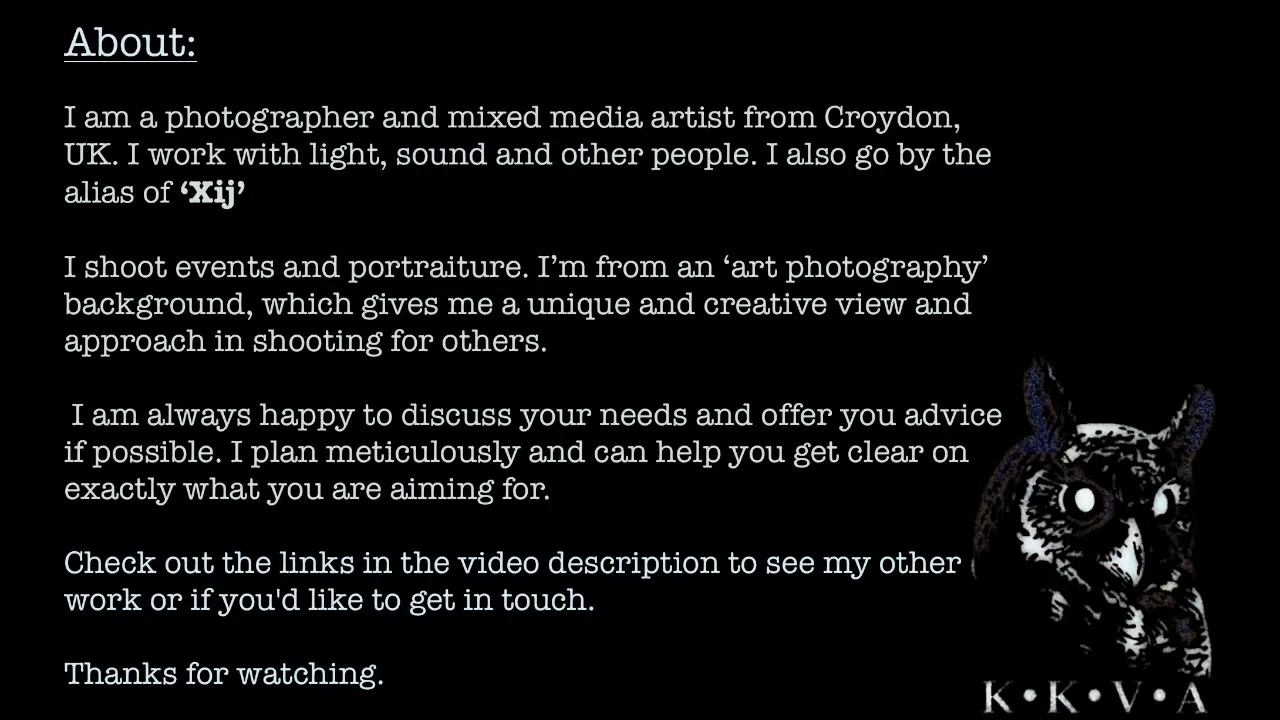 About:
I am a photographer and mixed media artist from Croydon,
UK. I work with light, sound and other people. I also go by the
alias of ‘Xij’
I shoot events and portraiture. I’m from an ‘art photography’
background, which gives me a unique and creative view and
approach in shooting for others.
I am always happy to discuss your needs and offer you advice
if possible. I plan meticulously and can help you get clear on
exactly what you are aiming for.
Check out the links in the video description to see my other
work or if you'd like to get in touch.
Thanks for watching.
K•K•V•A